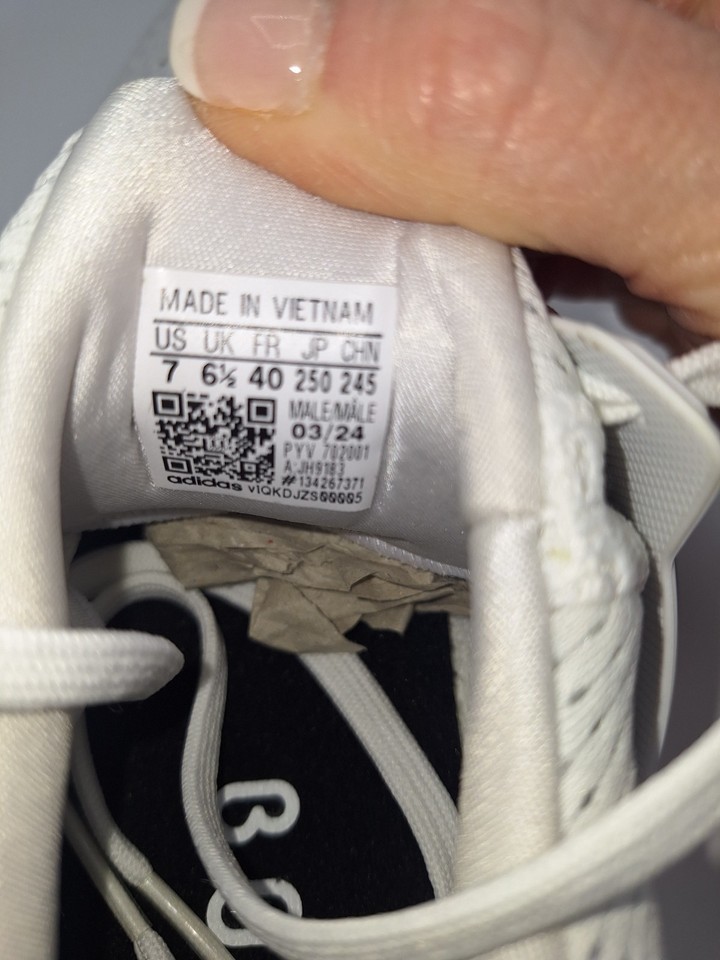 MADE IN VIETNAM
US UK FR JP CHN
7 6½ 40 250 245
MALE/MÂLE
03/24
PYV 702001
A:JH9183
#134267371
adidas v1QKDJZS00005